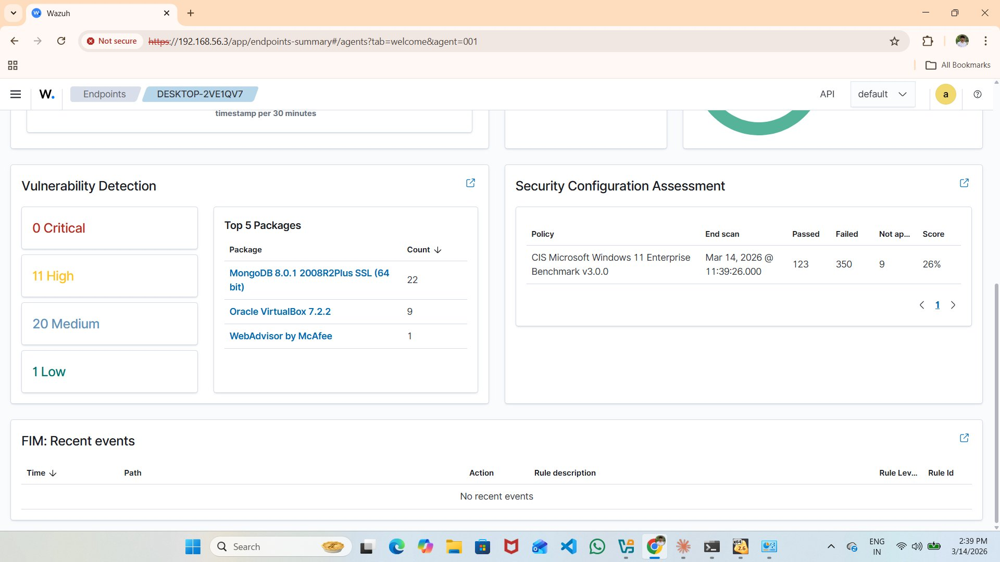 Wazuh
Not secure
https://192.168.56.3/app/endpoints-summary#/agents?tab=welcome&agent=001
All Bookmarks
W.
Endpoints
DESKTOP-2VE1QV7
API
default
a
timestamp per 30 minutes
Vulnerability Detection
0 Critical
11 High
20 Medium
1 Low
Top 5 Packages
Package Count
MongoDB 8.0.1 2008R2Plus SSL (64
bit) 22
Oracle VirtualBox 7.2.2 9
WebAdvisor by McAfee 1
Security Configuration Assessment
Policy End scan Passed Failed Not ap... Score
CIS Microsoft Windows 11 Enterprise
Benchmark v3.0.0
Mar 14, 2026 @
11:39:26.000
123 350 9 26%
1
FIM: Recent events
Time Path Action Rule description Rule Lev... Rule Id
No recent events
Search
x64
2.6
ENG
IN
2:39 PM
3/14/2026